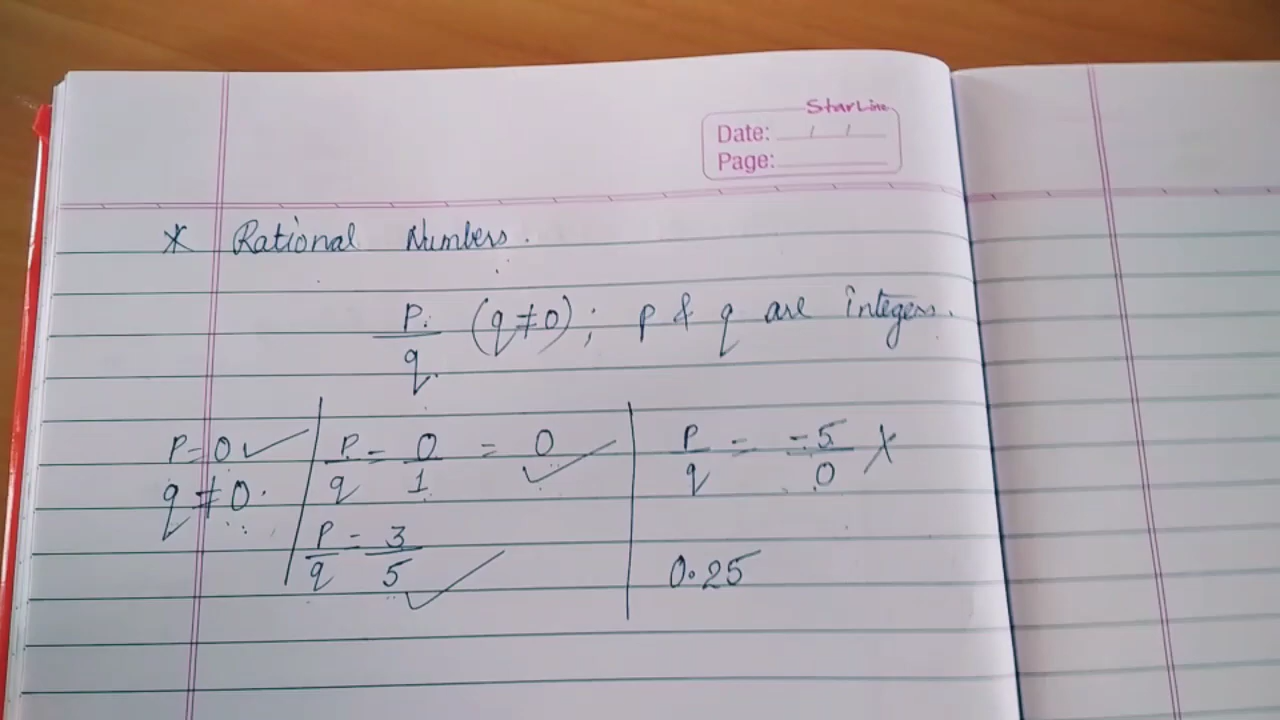 StarLine
Date: / /
Page:
* Rational Numbers.
p/q (q≠0); p & q are integers.
P=0 ✓
q≠0.
P/q = 0/1 = 0 ✓
P/q = 3/5 ✓
P/q = -5/0 X
0.25